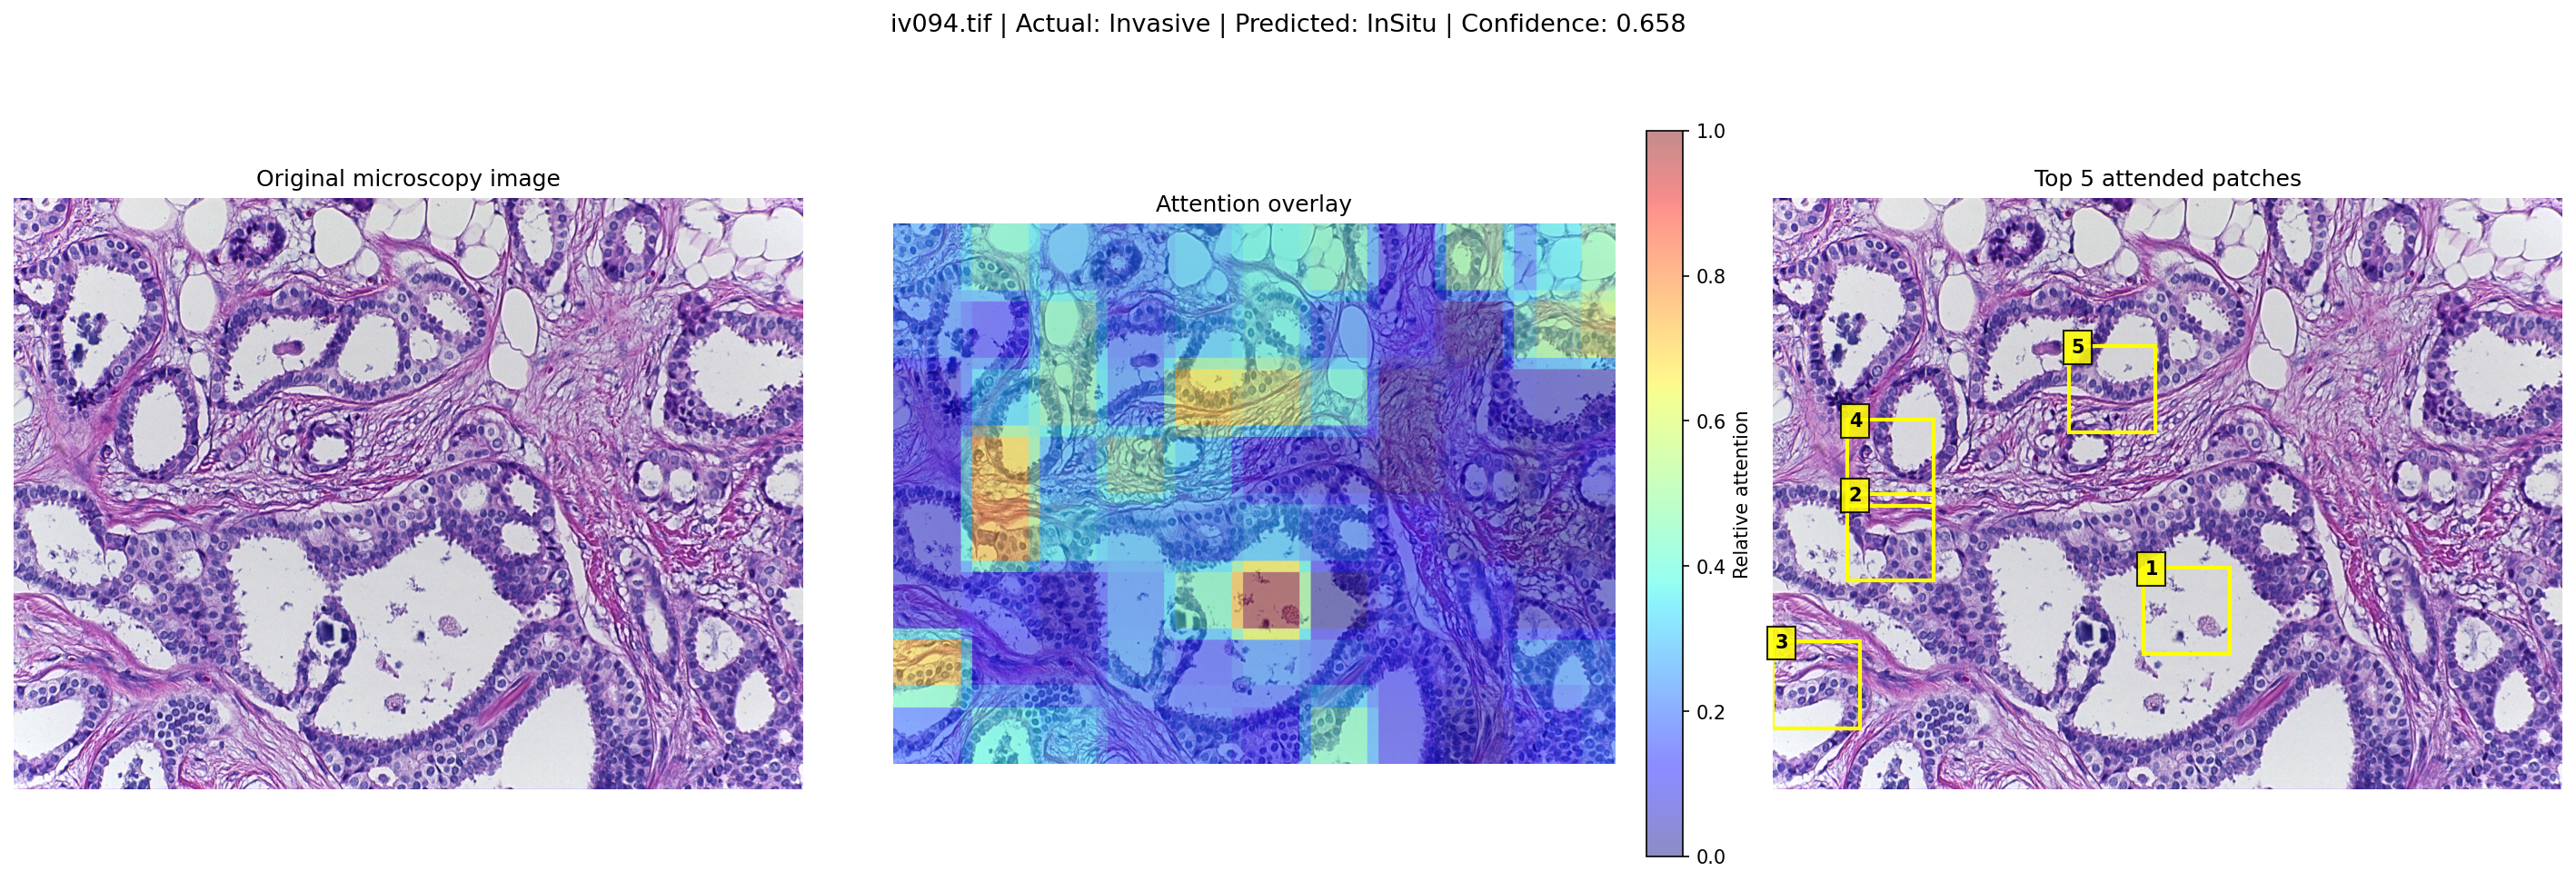 iv094.tif | Actual: Invasive | Predicted: InSitu | Confidence: 0.658
Original microscopy image
Attention overlay
Top 5 attended patches
1.0
0.8
0.6
0.4
0.2
0.0
Relative attention
5
4
2
1
3